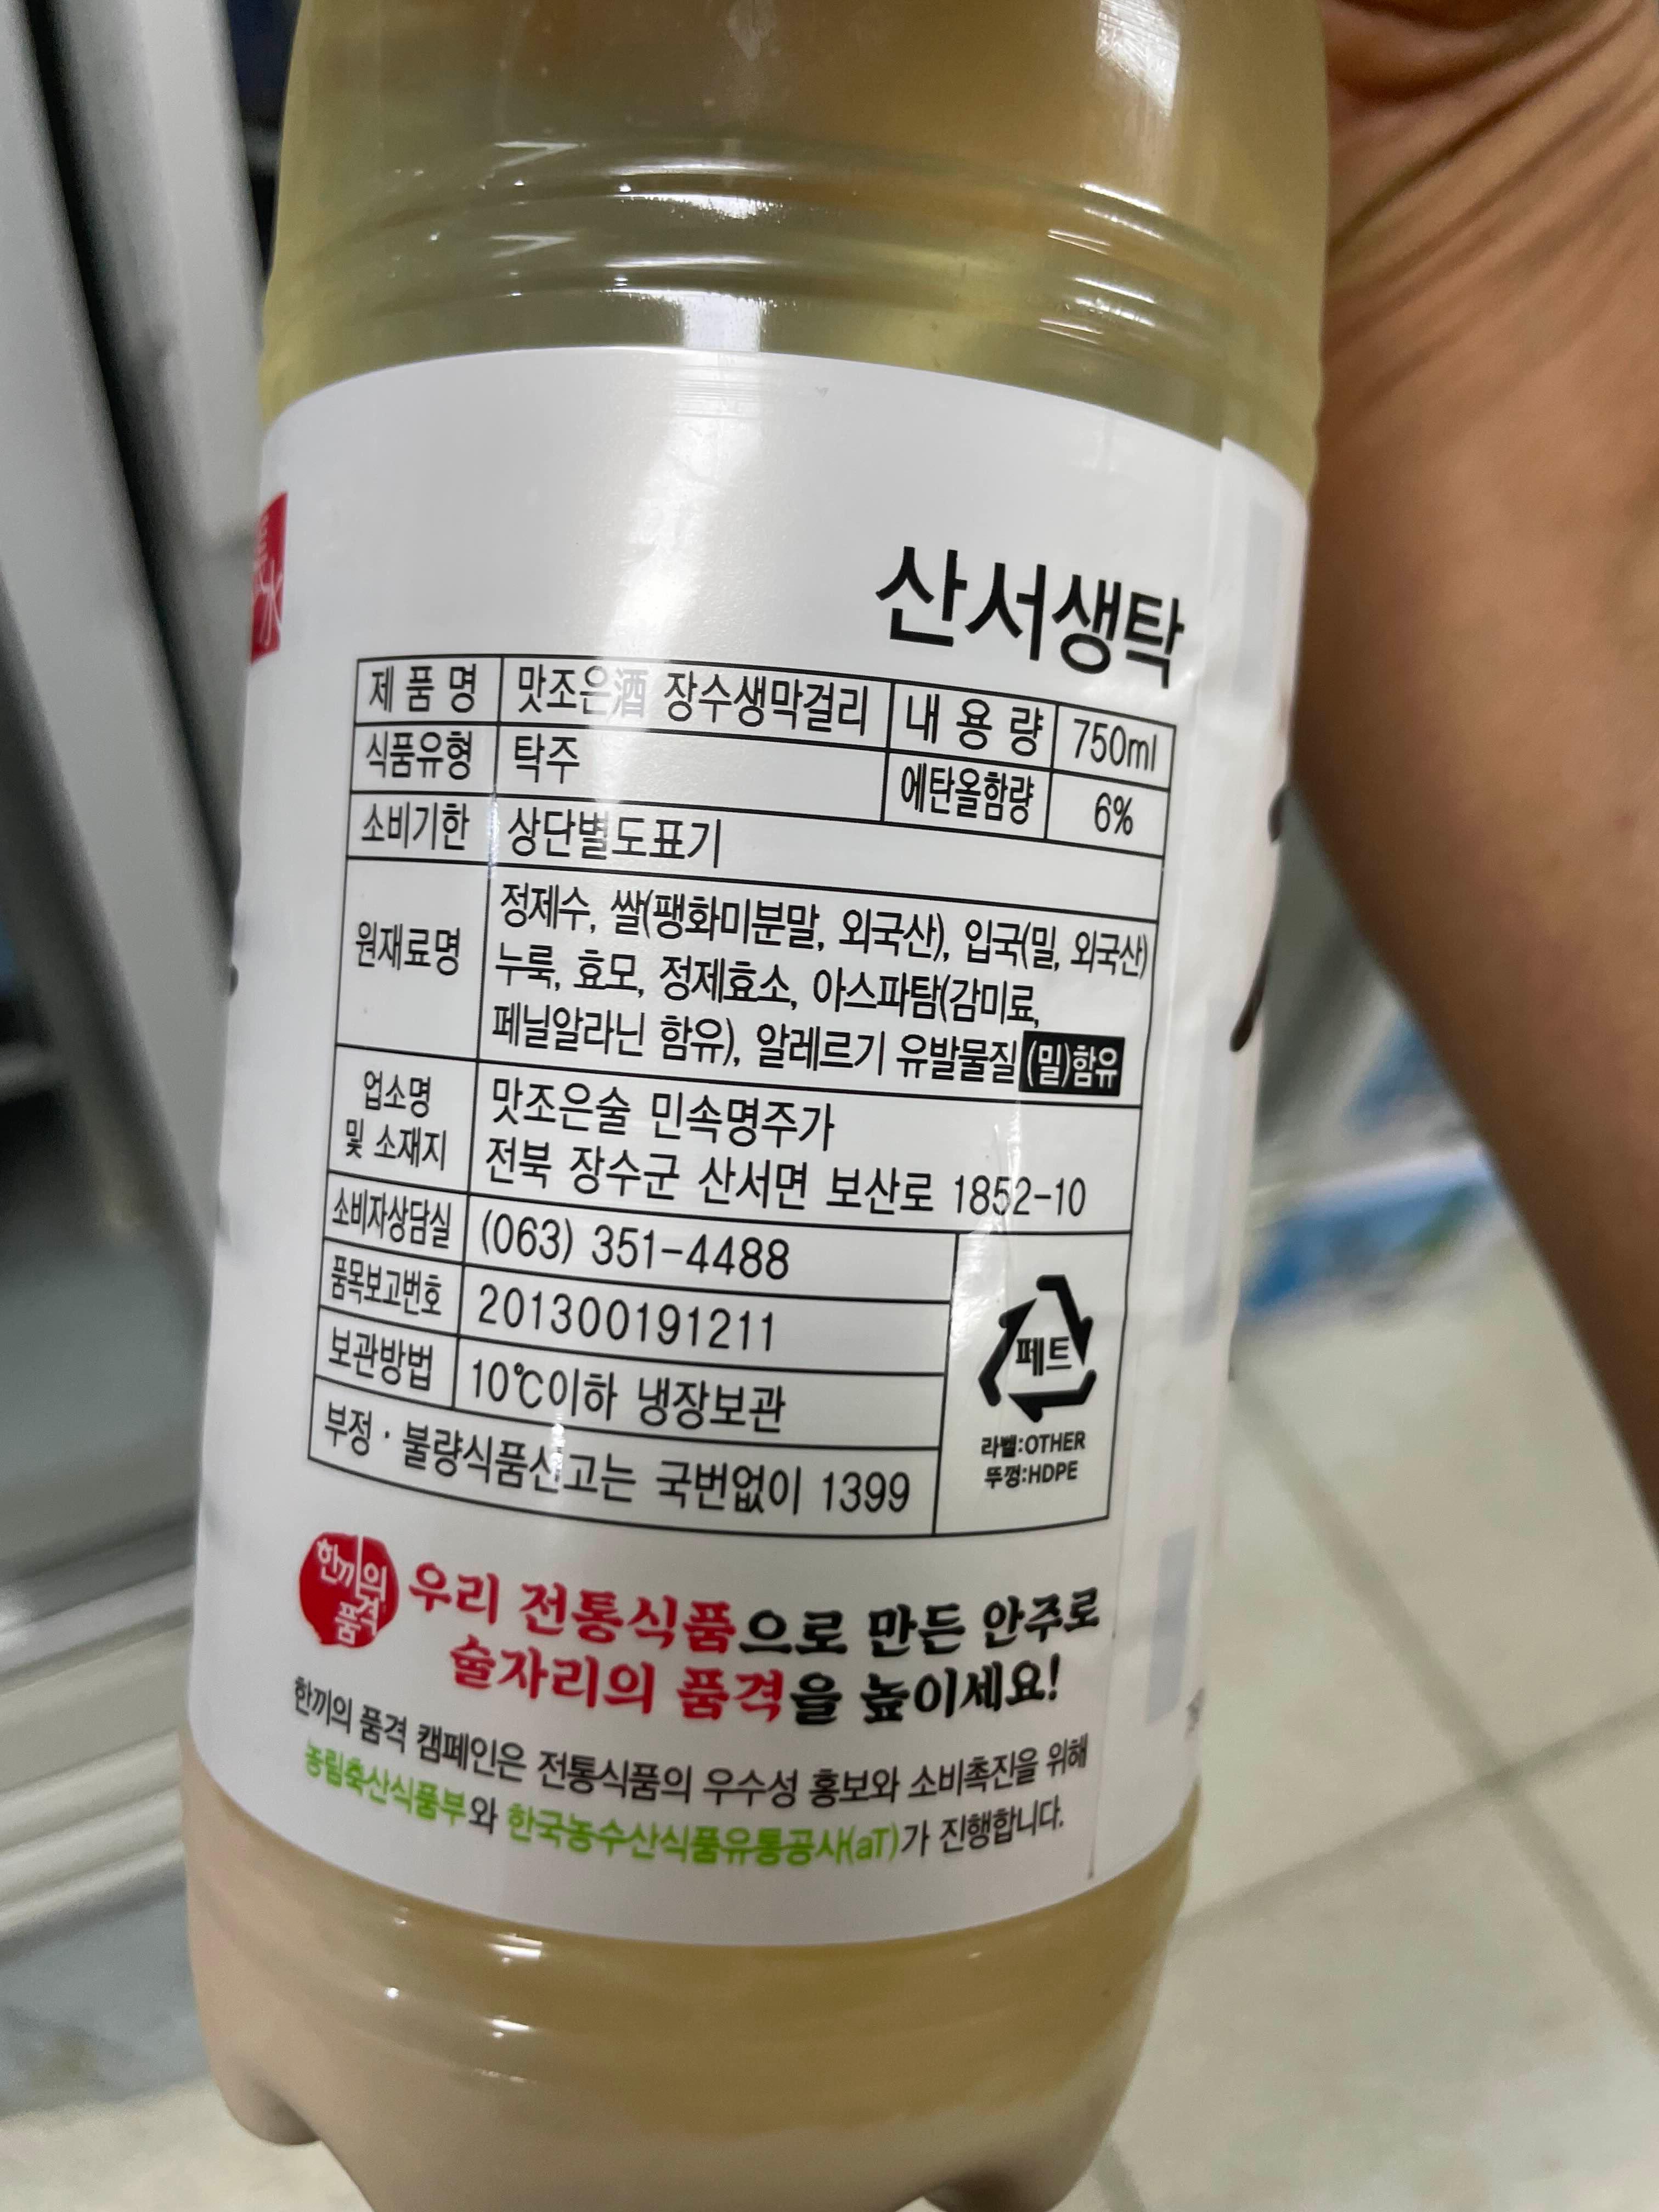 산서생탁
제 품 명 맛조은酒 장수생막걸리 내 용 량 750ml
식품유형 탁주 에탄올함량 6%
소비기한 상단별도표기
원재료명 정제수, 쌀(팽화미분말, 외국산), 입국(밀, 외국산)
누룩, 효모, 정제효소, 아스파탐(감미료,
페닐알라닌 함유), 알레르기 유발물질(밀)함유
업소명
및 소재지
맛조은술 민속명주가
전북 장수군 산서면 보산로 1852-10
소비자상담실 (063) 351-4488
품목보고번호 201300191211
보관방법 10℃이하 냉장보관
부정·불량식품신고는 국번없이 1399
페트
라벨:OTHER
뚜껑:HDPE
한끼의
품격
우리 전통식품으로 만든 안주로
술자리의 품격을 높이세요!
한끼의 품격 캠페인은 전통식품의 우수성 홍보와 소비촉진을 위해
농림축산식품부와 한국농수산식품유통공사(aT)가 진행합니다.